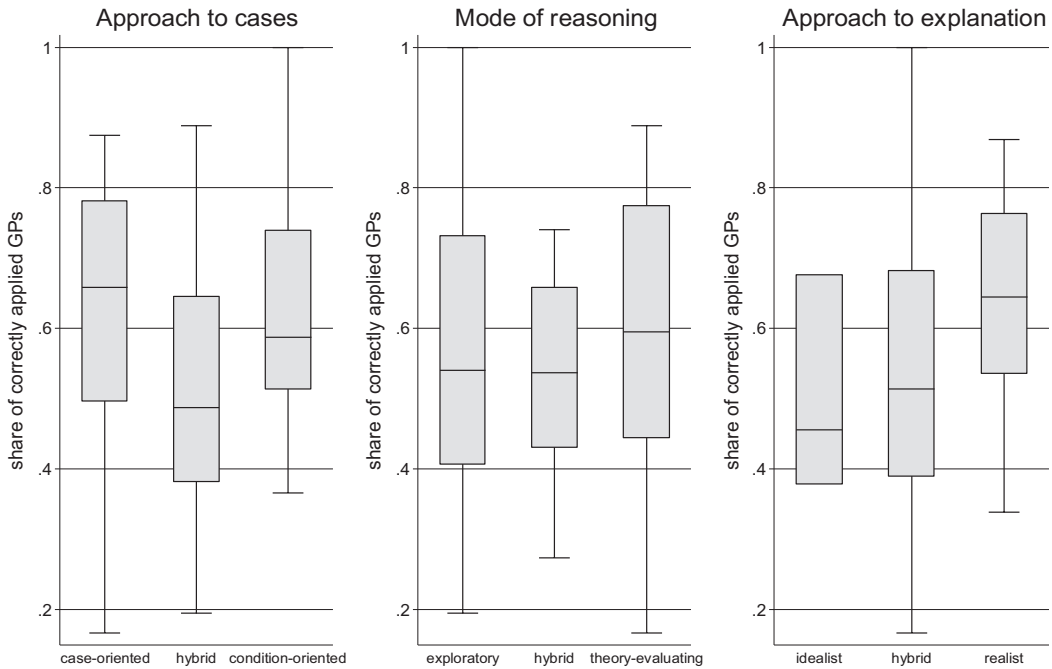 Approach to cases
Mode of reasoning
Approach to explanation
share of correctly applied GPs
1
.8
.6
.4
.2
case-oriented
hybrid
condition-oriented
share of correctly applied GPs
1
.8
.6
.4
.2
exploratory
hybrid
theory-evaluating
share of correctly applied GPs
1
.8
.6
.4
.2
idealist
hybrid
realist